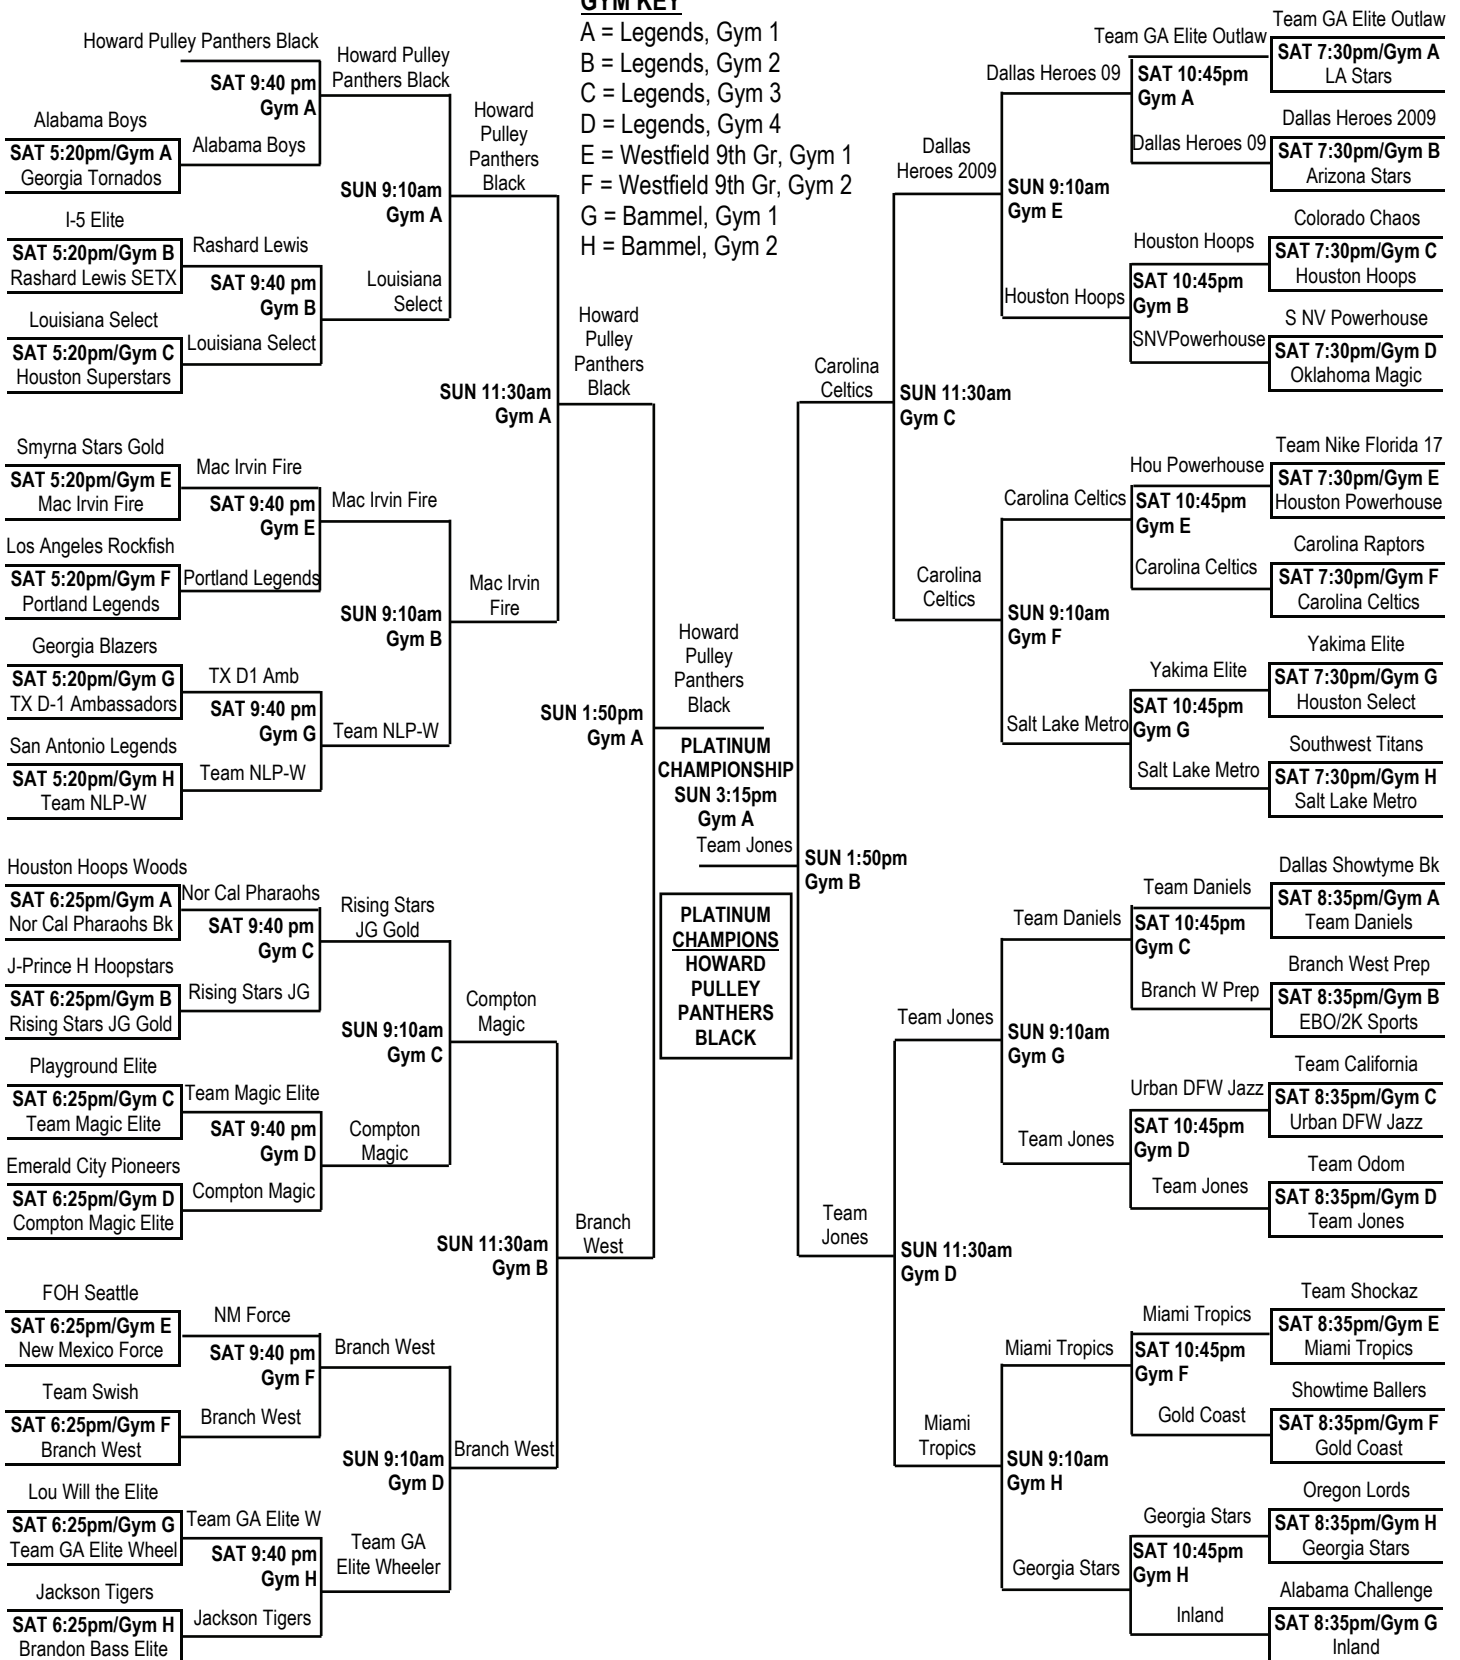 GYM KEY
A = Legends, Gym 1
B = Legends, Gym 2
C = Legends, Gym 3
D = Legends, Gym 4
E = Westfield 9th Gr, Gym 1
F = Westfield 9th Gr, Gym 2
G = Bammel, Gym 1
H = Bammel, Gym 2
Howard Pulley Panthers Black
SAT 9:40 pm
Gym A
Alabama Boys
SAT 5:20pm/Gym A
Georgia Tornados
Alabama Boys
Howard Pulley
Panthers Black
SUN 9:10am
Gym A
I-5 Elite
SAT 5:20pm/Gym B
Rashard Lewis SETX
Rashard Lewis
SAT 9:40 pm
Gym B
Louisiana Select
SAT 5:20pm/Gym C
Houston Superstars
Louisiana Select
Louisiana
Select
Howard
Pulley
Panthers
Black
SUN 11:30am
Gym A
Smyrna Stars Gold
SAT 5:20pm/Gym E
Mac Irvin Fire
Mac Irvin Fire
SAT 9:40 pm
Gym E
Los Angeles Rockfish
SAT 5:20pm/Gym F
Portland Legends
Portland Legends
Mac Irvin Fire
SUN 9:10am
Gym B
Georgia Blazers
SAT 5:20pm/Gym G
TX D-1 Ambassadors
TX D1 Amb
SAT 9:40 pm
Gym G
San Antonio Legends
SAT 5:20pm/Gym H
Team NLP-W
Team NLP-W
Team NLP-W
Mac Irvin
Fire
Howard
Pulley
Panthers
Black
SUN 1:50pm
Gym A
Houston Hoops Woods
SAT 6:25pm/Gym A
Nor Cal Pharaohs Bk
Nor Cal Pharaohs
SAT 9:40 pm
Gym C
J-Prince H Hoopstars
SAT 6:25pm/Gym B
Rising Stars JG Gold
Rising Stars JG
Rising Stars
JG Gold
SUN 9:10am
Gym C
Playground Elite
SAT 6:25pm/Gym C
Team Magic Elite
Team Magic Elite
SAT 9:40 pm
Gym D
Emerald City Pioneers
SAT 6:25pm/Gym D
Compton Magic Elite
Compton Magic
Compton
Magic
Compton
Magic
SUN 11:30am
Gym B
FOH Seattle
SAT 6:25pm/Gym E
New Mexico Force
NM Force
SAT 9:40 pm
Gym F
Team Swish
SAT 6:25pm/Gym F
Branch West
Branch West
Branch West
SUN 9:10am
Gym D
Lou Will the Elite
SAT 6:25pm/Gym G
Team GA Elite Wheel
Team GA Elite W
SAT 9:40 pm
Gym H
Jackson Tigers
SAT 6:25pm/Gym H
Brandon Bass Elite
Jackson Tigers
Team GA
Elite Wheeler
Branch West
Branch
West
Howard
Pulley
Panthers
Black
PLATINUM
CHAMPIONSHIP
SUN 3:15pm
Gym A
Team Jones
PLATINUM
CHAMPIONS
HOWARD
PULLEY
PANTHERS
BLACK
Team GA Elite Outlaw
SAT 7:30pm/Gym A
LA Stars
Team GA Elite Outlaw
SAT 10:45pm
Gym A
Dallas Heroes 2009
SAT 7:30pm/Gym B
Arizona Stars
Dallas Heroes 09
Dallas Heroes 09
SUN 9:10am
Gym E
Colorado Chaos
SAT 7:30pm/Gym C
Houston Hoops
Houston Hoops
SAT 10:45pm
Gym B
S NV Powerhouse
SAT 7:30pm/Gym D
Oklahoma Magic
SNVPowerhouse
Houston Hoops
Dallas
Heroes 2009
SUN 11:30am
Gym C
Team Nike Florida 17
SAT 7:30pm/Gym E
Houston Powerhouse
Hou Powerhouse
SAT 10:45pm
Gym E
Carolina Raptors
SAT 7:30pm/Gym F
Carolina Celtics
Carolina Celtics
Carolina Celtics
SUN 9:10am
Gym F
Yakima Elite
SAT 7:30pm/Gym G
Houston Select
Yakima Elite
SAT 10:45pm
Gym G
Southwest Titans
SAT 7:30pm/Gym H
Salt Lake Metro
Salt Lake Metro
Salt Lake Metro
Carolina
Celtics
Carolina
Celtics
SUN 1:50pm
Gym B
Dallas Showtyme Bk
SAT 8:35pm/Gym A
Team Daniels
Team Daniels
SAT 10:45pm
Gym C
Branch West Prep
SAT 8:35pm/Gym B
EBO/2K Sports
Branch W Prep
Team Daniels
SUN 9:10am
Gym G
Team California
SAT 8:35pm/Gym C
Urban DFW Jazz
Urban DFW Jazz
SAT 10:45pm
Gym D
Team Odom
SAT 8:35pm/Gym D
Team Jones
Team Jones
Team Jones
Team Jones
SUN 11:30am
Gym D
Team Shockaz
SAT 8:35pm/Gym E
Miami Tropics
Miami Tropics
SAT 10:45pm
Gym F
Showtime Ballers
SAT 8:35pm/Gym F
Gold Coast
Gold Coast
Miami Tropics
SUN 9:10am
Gym H
Oregon Lords
SAT 8:35pm/Gym H
Georgia Stars
Georgia Stars
SAT 10:45pm
Gym H
Alabama Challenge
SAT 8:35pm/Gym G
Inland
Inland
Georgia Stars
Miami
Tropics
Team
Jones